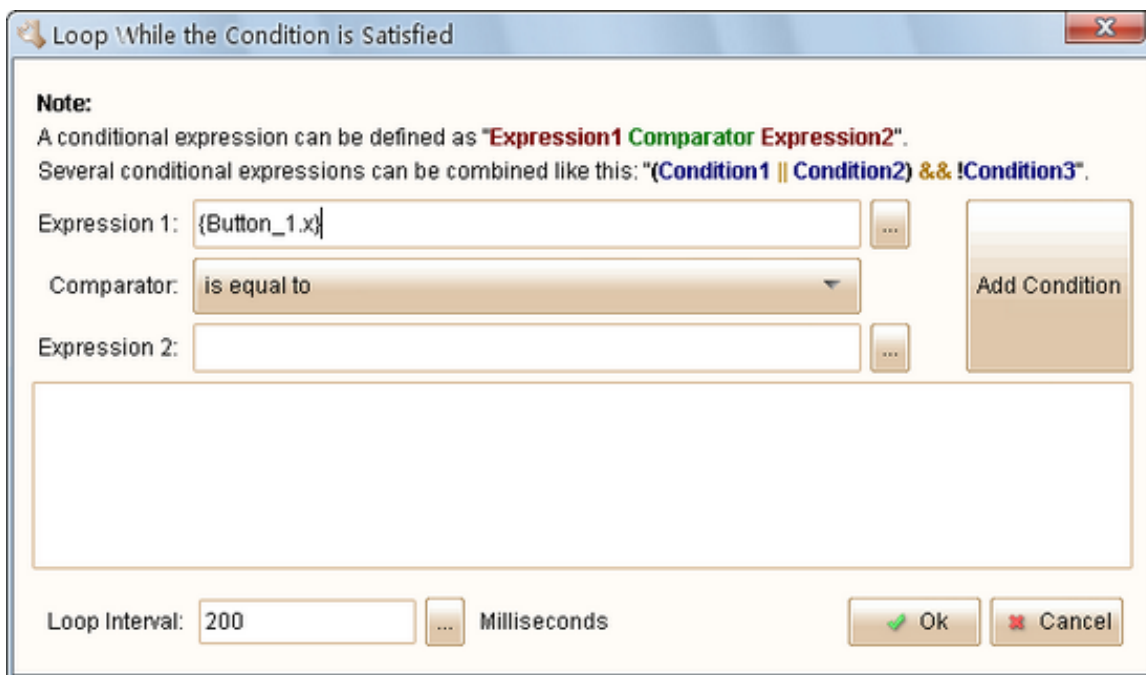 Loop While the Condition is Satisfied
Note:
A conditional expression can be defined as "Expression1 Comparator Expression2".
Several conditional expressions can be combined like this: "(Condition1 || Condition2) && !Condition3".
Expression 1: {Button_1.x} ...
Comparator: is equal to
Add Condition
Expression 2: ...
Loop Interval: 200 ... Milliseconds Ok Cancel